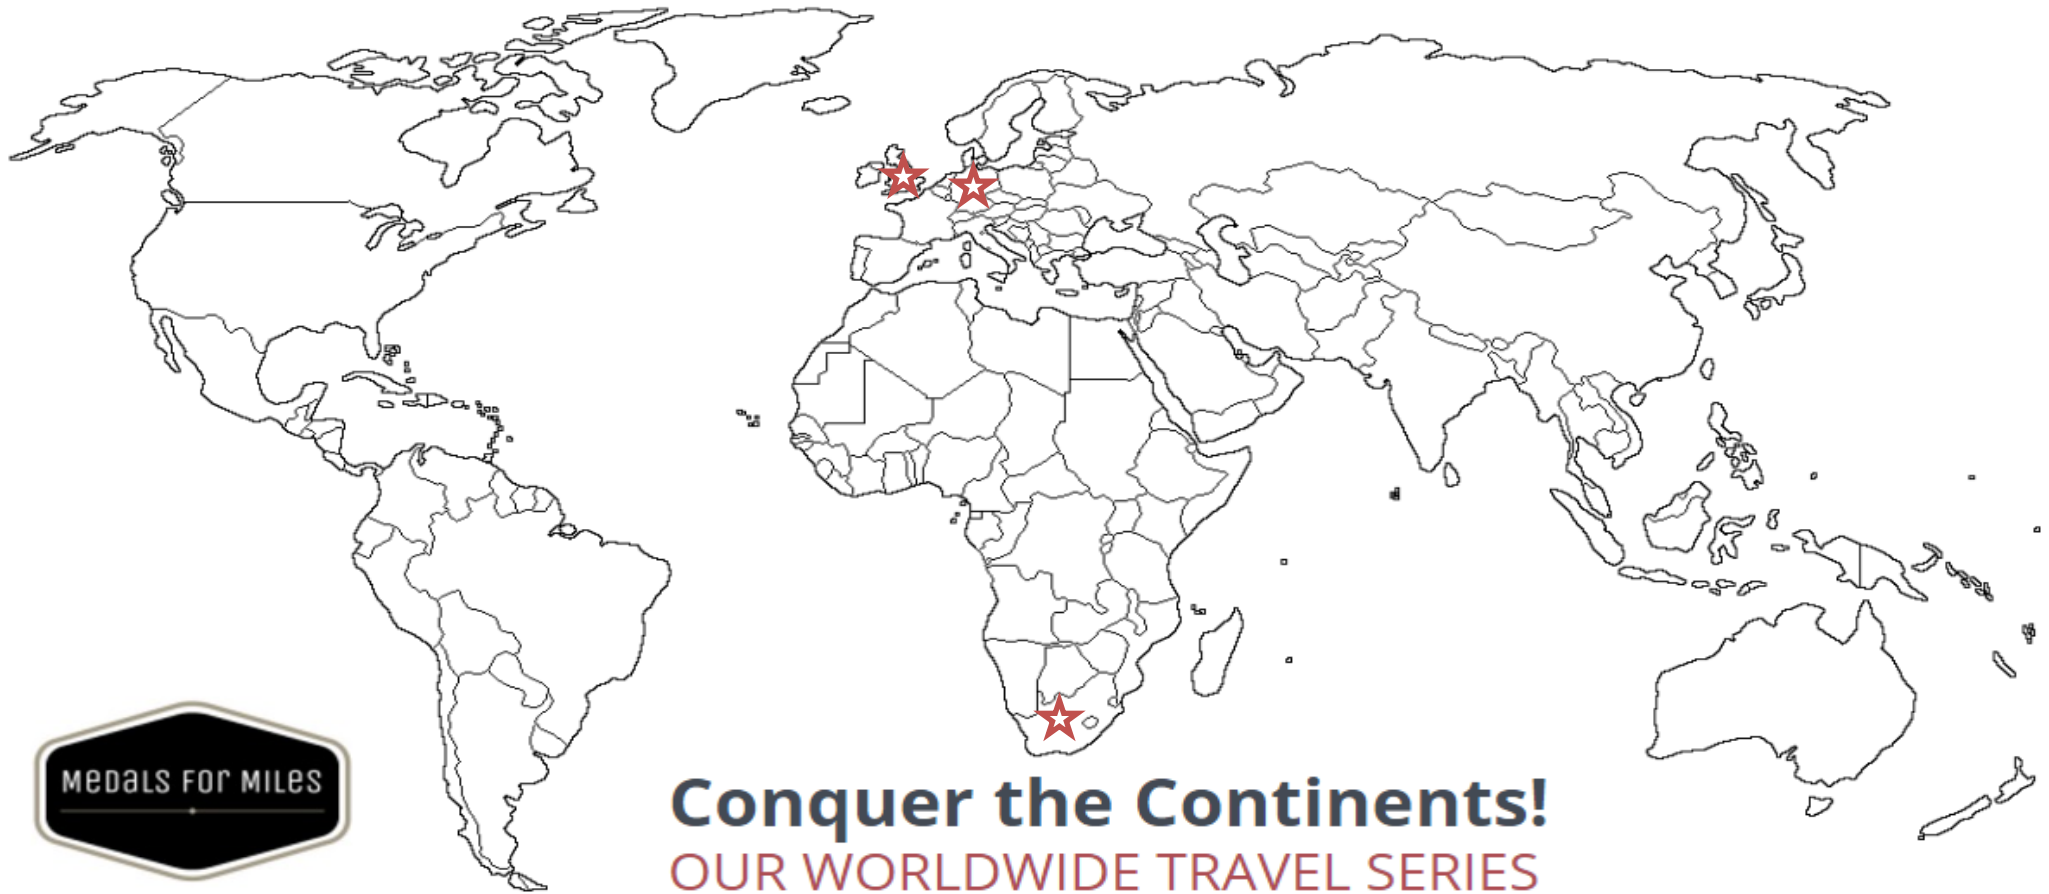 MEDALS FOR MILES
Conquer the Continents!
OUR WORLDWIDE TRAVEL SERIES